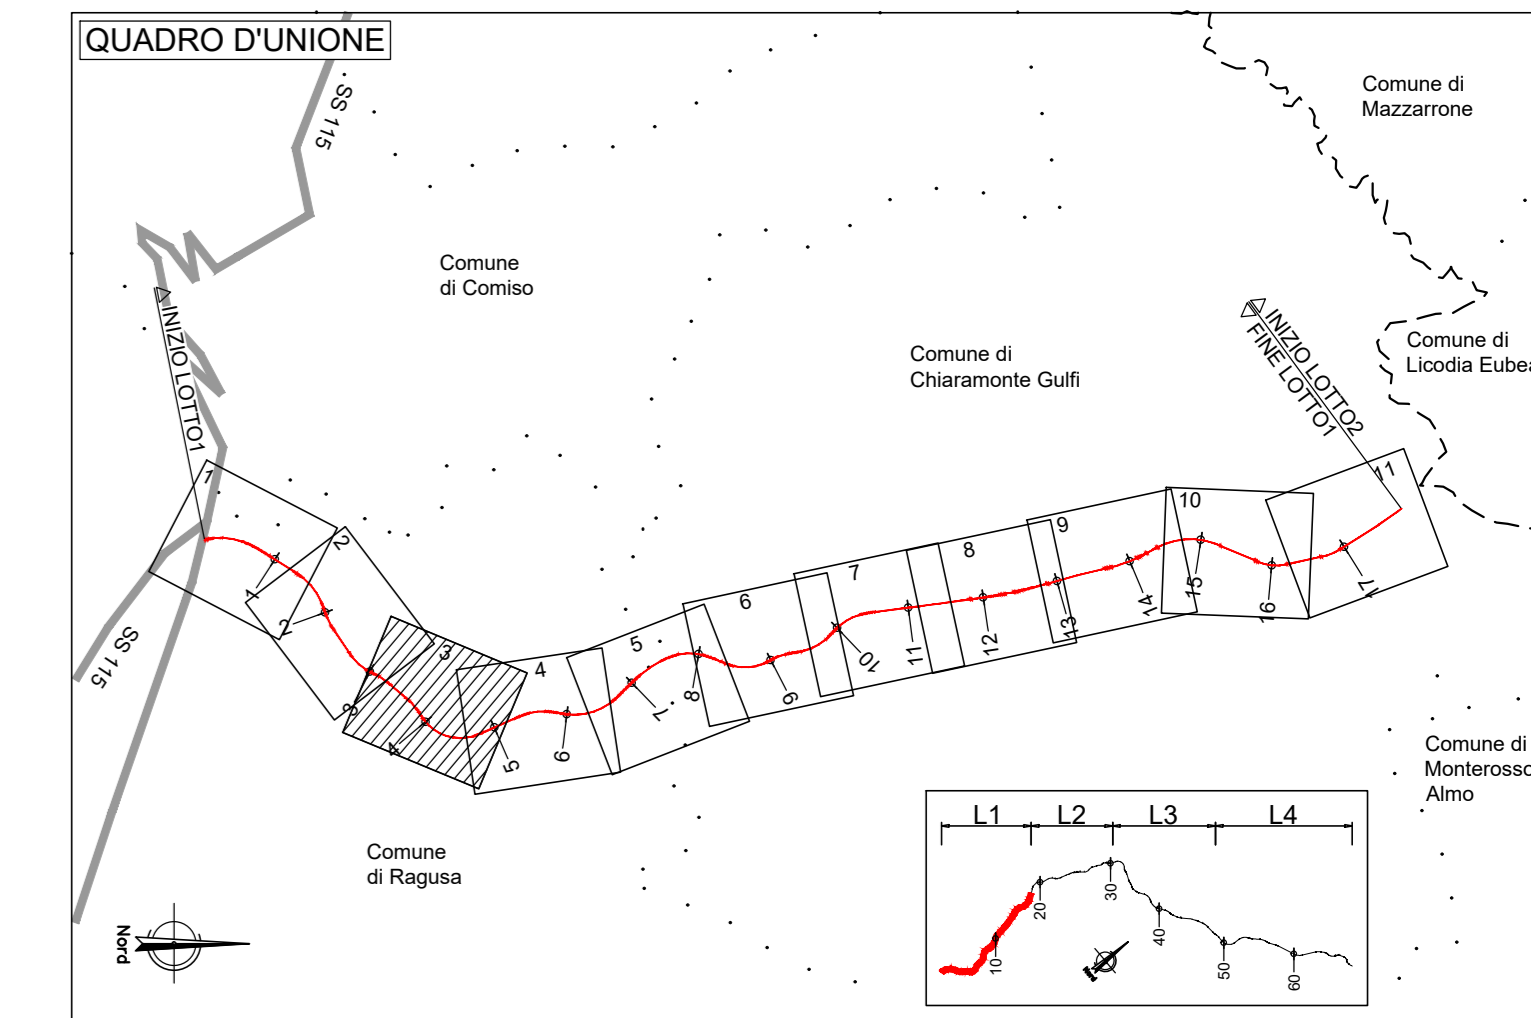 QUADRO D'UNIONE
SS 115
Comune di
Mazzarrone
Comune
di Comiso
INIZIO LOTTO1
INIZIO LOTTO2
FINE LOTTO1
Comune di
Chiaramonte Gulfi
Comune di
Licodia Eubea
1
2
3
4
5
6
7
8
9
10
11
1
2
3
4
5
6
7
8
9
10
11
12
13
14
15
16
17
SS 115
Comune di
Monterosso
Almo
Comune
di Ragusa
Nord
L1
L2
L3
L4
10
20
30
40
50
60
Nord